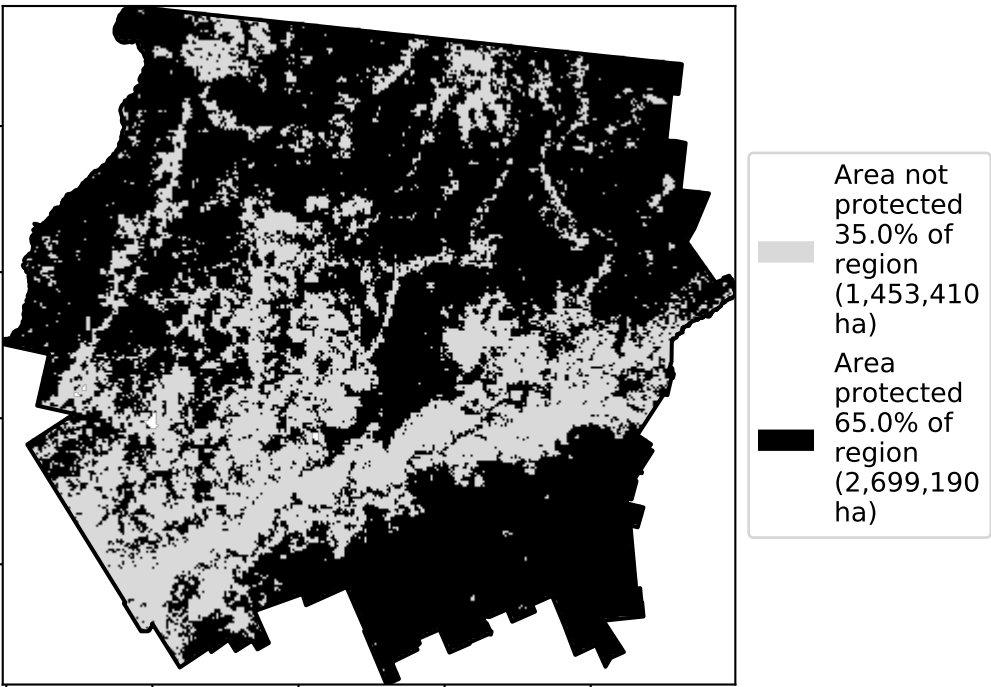 Area not
protected
35.0% of
region
(1,453,410
ha)
Area
protected
65.0% of
region
(2,699,190
ha)